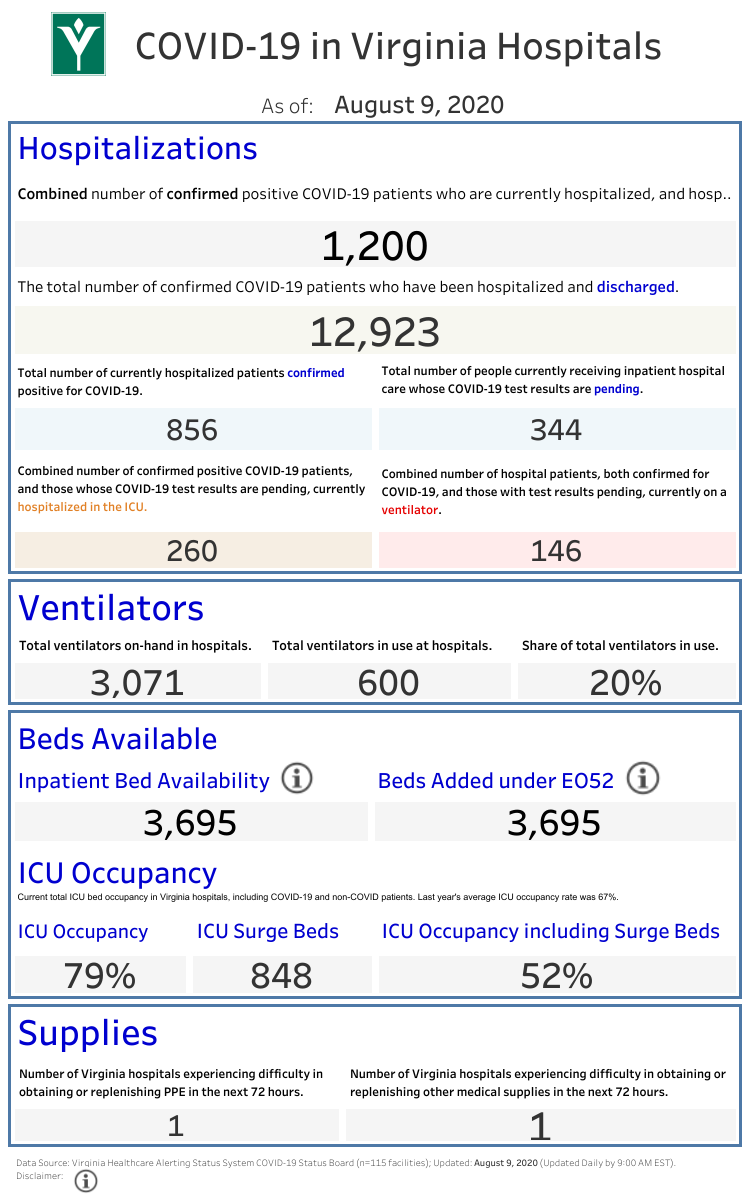 COVID-19 in Virginia Hospitals
As of: August 9, 2020
Hospitalizations
Combined number of confirmed positive COVID-19 patients who are currently hospitalized, and hosp..
1,200
The total number of confirmed COVID-19 patients who have been hospitalized and discharged.
12,923
Total number of currently hospitalized patients confirmed
positive for COVID-19.
856
Total number of people currently receiving inpatient hospital
care whose COVID-19 test results are pending.
344
Combined number of confirmed positive COVID-19 patients,
and those whose COVID-19 test results are pending, currently
hospitalized in the ICU.
260
Combined number of hospital patients, both confirmed for
COVID-19, and those with test results pending, currently on a
ventilator.
146
Ventilators
Total ventilators on-hand in hospitals.
3,071
Total ventilators in use at hospitals.
600
Share of total ventilators in use.
20%
Beds Available
Inpatient Bed Availability
3,695
Beds Added under EO52
3,695
ICU Occupancy
Current total ICU bed occupancy in Virginia hospitals, including COVID-19 and non-COVID patients. Last year's average ICU occupancy rate was 67%.
ICU Occupancy
79%
ICU Surge Beds
848
ICU Occupancy including Surge Beds
52%
Supplies
Number of Virginia hospitals experiencing difficulty in
obtaining or replenishing PPE in the next 72 hours.
1
Number of Virginia hospitals experiencing difficulty in obtaining or
replenishing other medical supplies in the next 72 hours.
1
Data Source: Virginia Healthcare Alerting Status System COVID-19 Status Board (n=115 facilities); Updated: August 9, 2020 (Updated Daily by 9:00 AM EST).
Disclaimer: